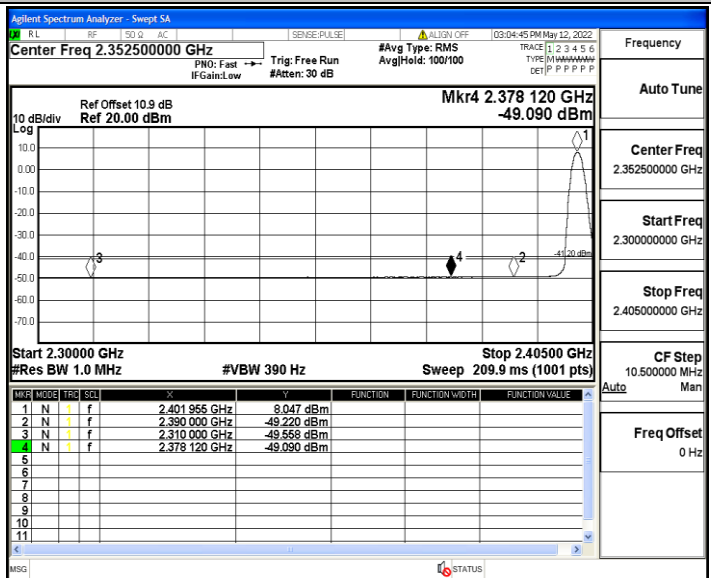 Agilent Spectrum Analyzer - Swept SA
RL RF 50 Ω AC SENSE:PULSE ALIGN OFF 03:04:45 PM May 12, 2022
Center Freq 2.352500000 GHz
PNO: Fast
IFGain:Low
Trig: Free Run
#Atten: 30 dB
#Avg Type: RMS
Avg|Hold: 100/100
TRACE 1 2 3 4 5 6
TYPE M W W W W W
DET P P P P P P
Ref Offset 10.9 dB
10 dB/div Ref 20.00 dBm
Log
Mkr4 2.378 120 GHz
-49.090 dBm
10.0
0.00
-10.0
-20.0
-30.0
-40.0
-50.0
-60.0
-70.0
1
3
4
2
-41.20 dBm
Start 2.30000 GHz Stop 2.40500 GHz
#Res BW 1.0 MHz #VBW 390 Hz Sweep 209.9 ms (1001 pts)
MKR MODE TRC SCL X Y FUNCTION FUNCTION WIDTH FUNCTION VALUE
1 N 1 f 2.401 955 GHz 8.047 dBm
2 N 1 f 2.390 000 GHz -49.220 dBm
3 N 1 f 2.310 000 GHz -49.558 dBm
4 N 1 f 2.378 120 GHz -49.090 dBm
5
6
7
8
9
10
11
MSG STATUS
Frequency
Auto Tune
Center Freq
2.352500000 GHz
Start Freq
2.300000000 GHz
Stop Freq
2.405000000 GHz
CF Step
10.500000 MHz
Auto Man
Freq Offset
0 Hz